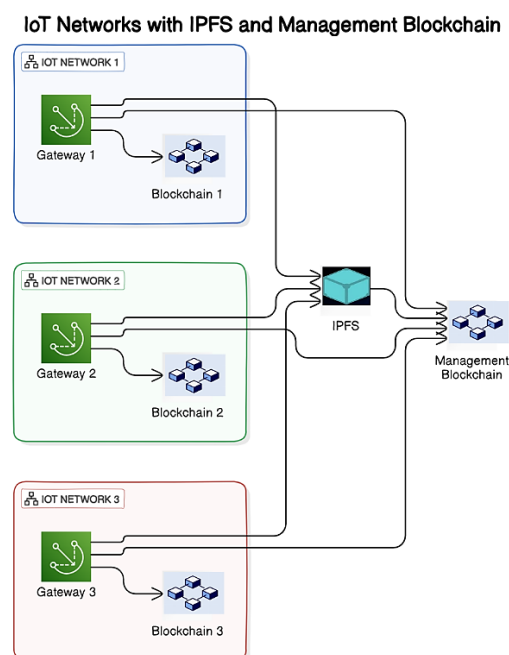 IoT Networks with IPFS and Management Blockchain
IOT NETWORK 1
Gateway 1
Blockchain 1
IOT NETWORK 2
IPFS
Gateway 2
Management
Blockchain
Blockchain 2
IOT NETWORK 3
Gateway 3
Blockchain 3